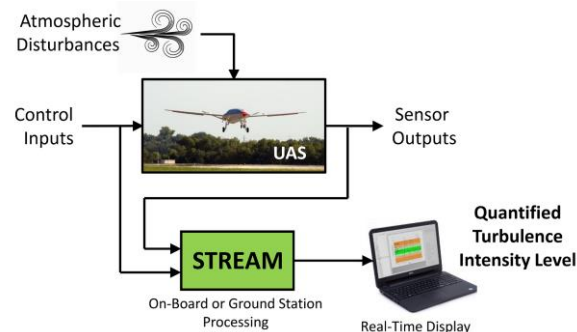 Atmospheric
Disturbances
Control
Inputs
UAS
Sensor
Outputs
STREAM
On-Board or Ground Station
Processing
Quantified
Turbulence
Intensity Level
Real-Time Display